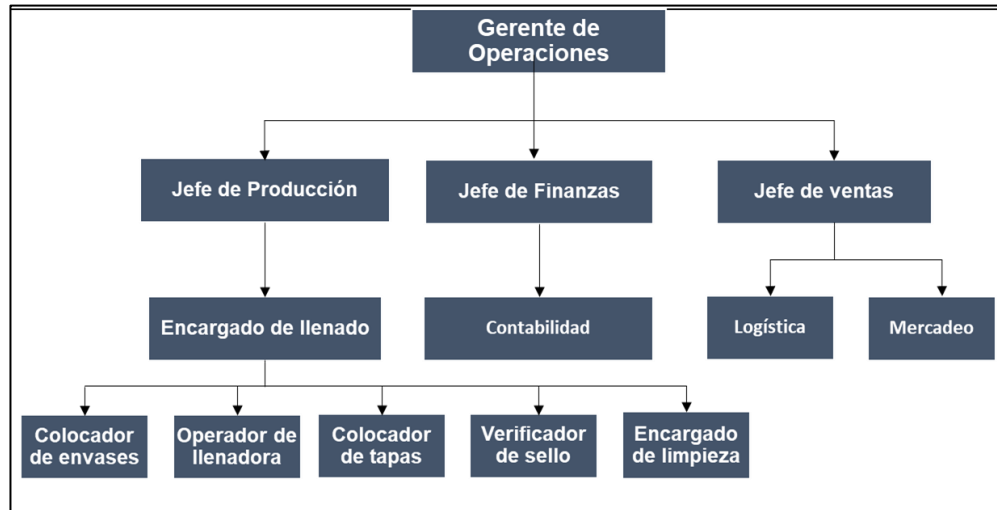 Gerente de
Operaciones
Jefe de Producción
Jefe de Finanzas
Jefe de ventas
Encargado de llenado
Contabilidad
Logística
Mercadeo
Colocador
de envases
Operador de
llenadora
Colocador
de tapas
Verificador
de sello
Encargado
de limpieza